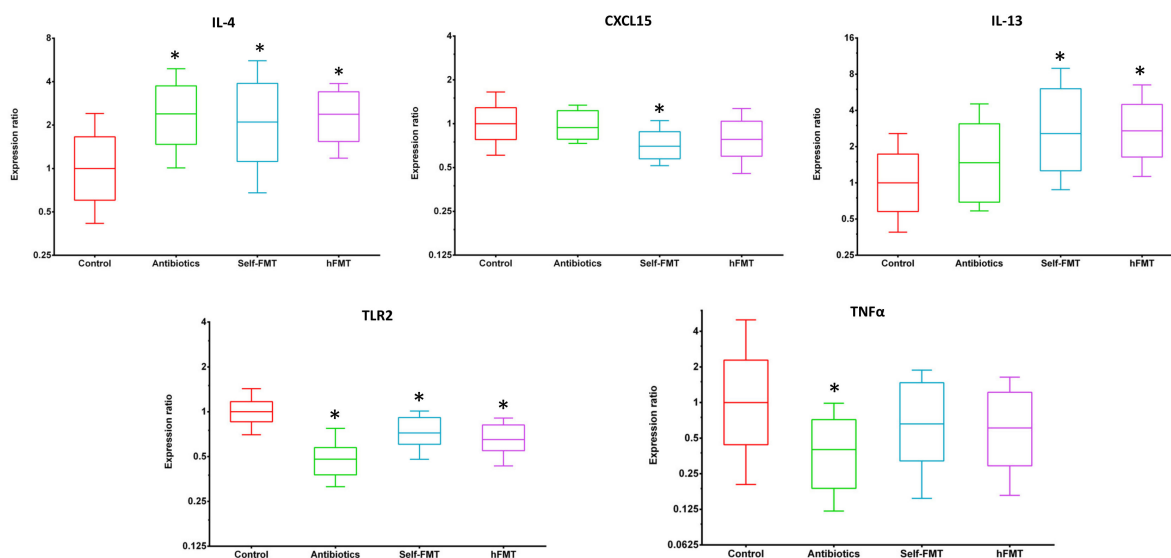 IL-4
Expression ratio
8
4
2
1
0.5
0.25
*
*
*
Control Antibiotics Self-FMT hFMT
CXCL15
Expression ratio
4
2
1
0.5
0.25
0.125
*
Control Antibiotics Self-FMT hFMT
IL-13
Expression ratio
16
8
4
2
1
0.5
0.25
*
*
Control Antibiotics Self-FMT hFMT
TLR2
Expression ratio
4
2
1
0.5
0.25
0.125
*
*
*
Control Antibiotics Self-FMT hFMT
TNFα
Expression ratio
4
2
1
0.5
0.25
0.125
0.0625
*
Control Antibiotics Self-FMT hFMT